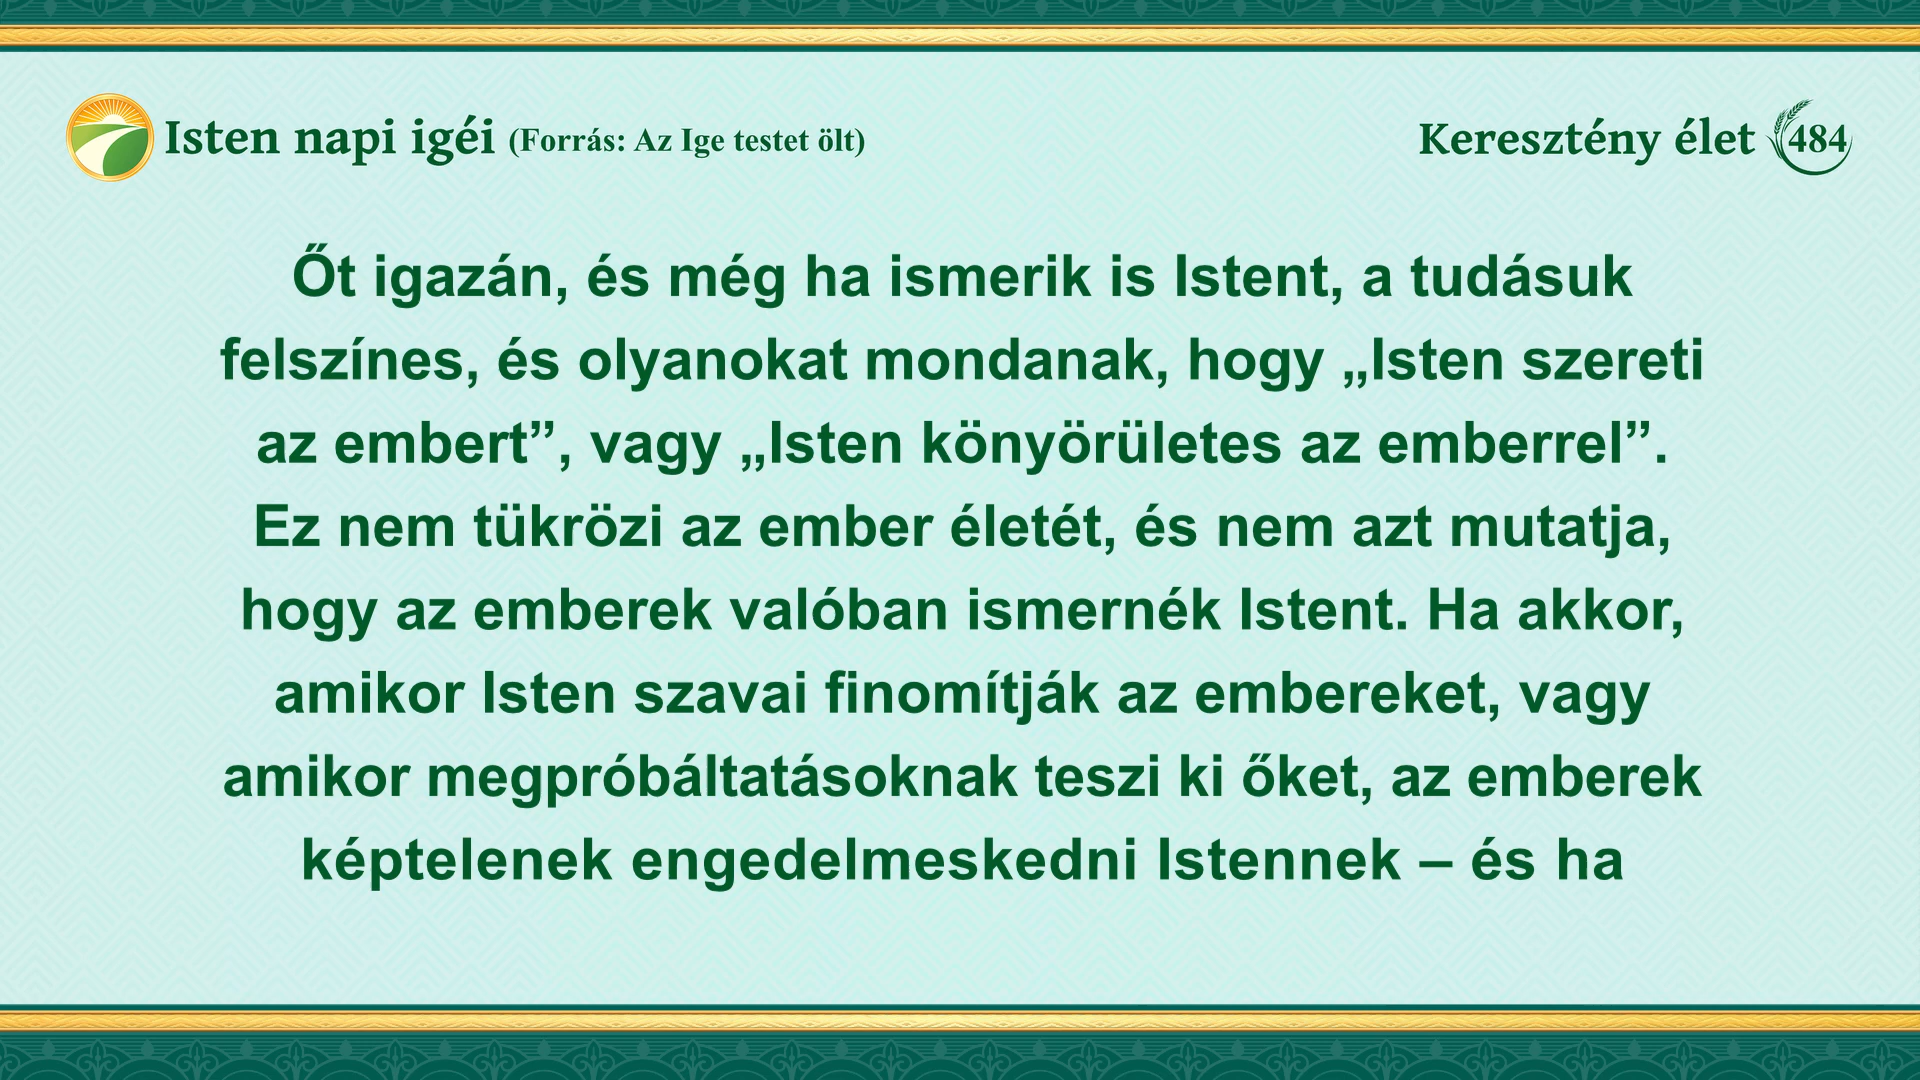 Isten napi igéi (Forrás: Az Ige testet ölt)
Keresztény élet 484
Őt igazán, és még ha ismerik is Istent, a tudásuk
felszínes, és olyanokat mondanak, hogy „Isten szereti
az embert”, vagy „Isten könyörületes az emberrel”.
Ez nem tükrözi az ember életét, és nem azt mutatja,
hogy az emberek valóban ismernék Istent. Ha akkor,
amikor Isten szavai finomítják az embereket, vagy
amikor megpróbáltatásoknak teszi ki őket, az emberek
képtelenek engedelmeskedni Istennek – és ha